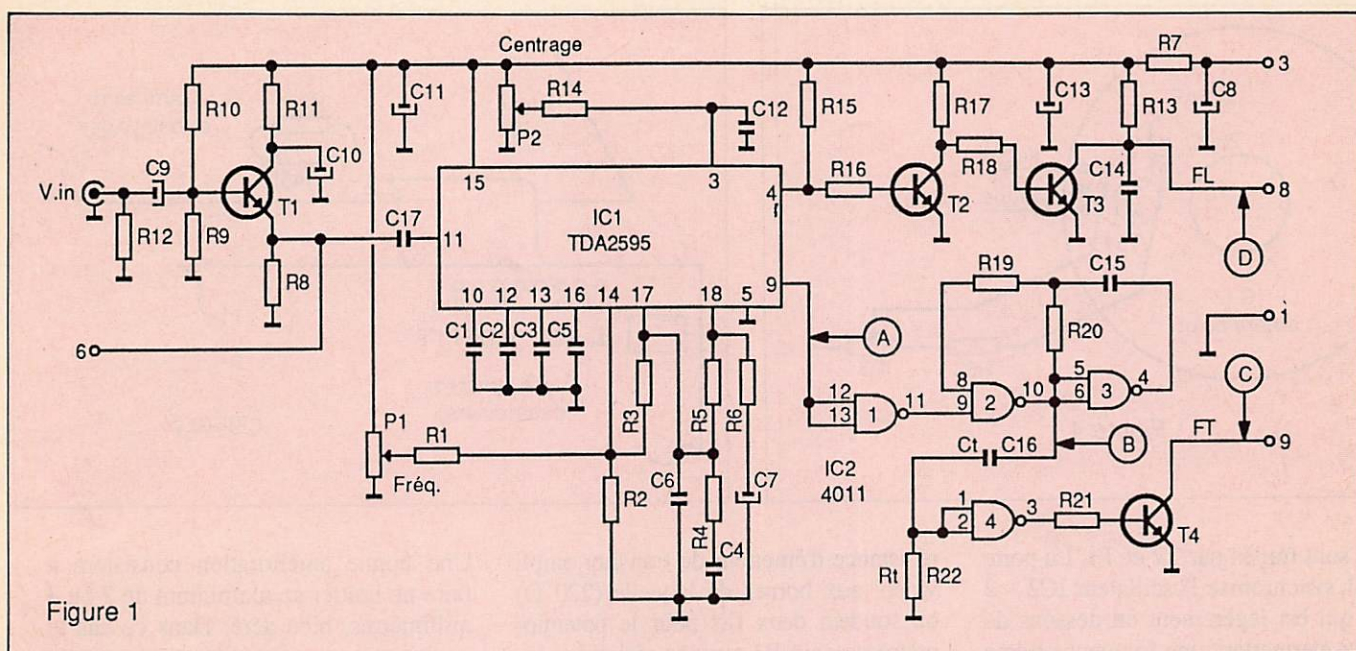 Centrage
R7
3
R10
R11
C11
P2
R14
C12
R15
R17
C13
R13
C8
C10
C9
V.in
R12
R9
T1
C17
15
3
11
IC1
TDA2595
4
R16
T2
R18
T3
C14
FL
8
D
R8
9
R19
C15
10
12
13
16
14
17
18
5
C1
C2
C3
C5
R20
1
6
A
C
12
13
1
11
8
9
2
10
5
6
3
4
R3
R5
R6
P1
R1
Fréq.
R2
C6
R4
C7
C4
IC2
4011
Ct
C16
B
FT
9
1
2
4
3
R21
T4
Rt
R22
Figure 1